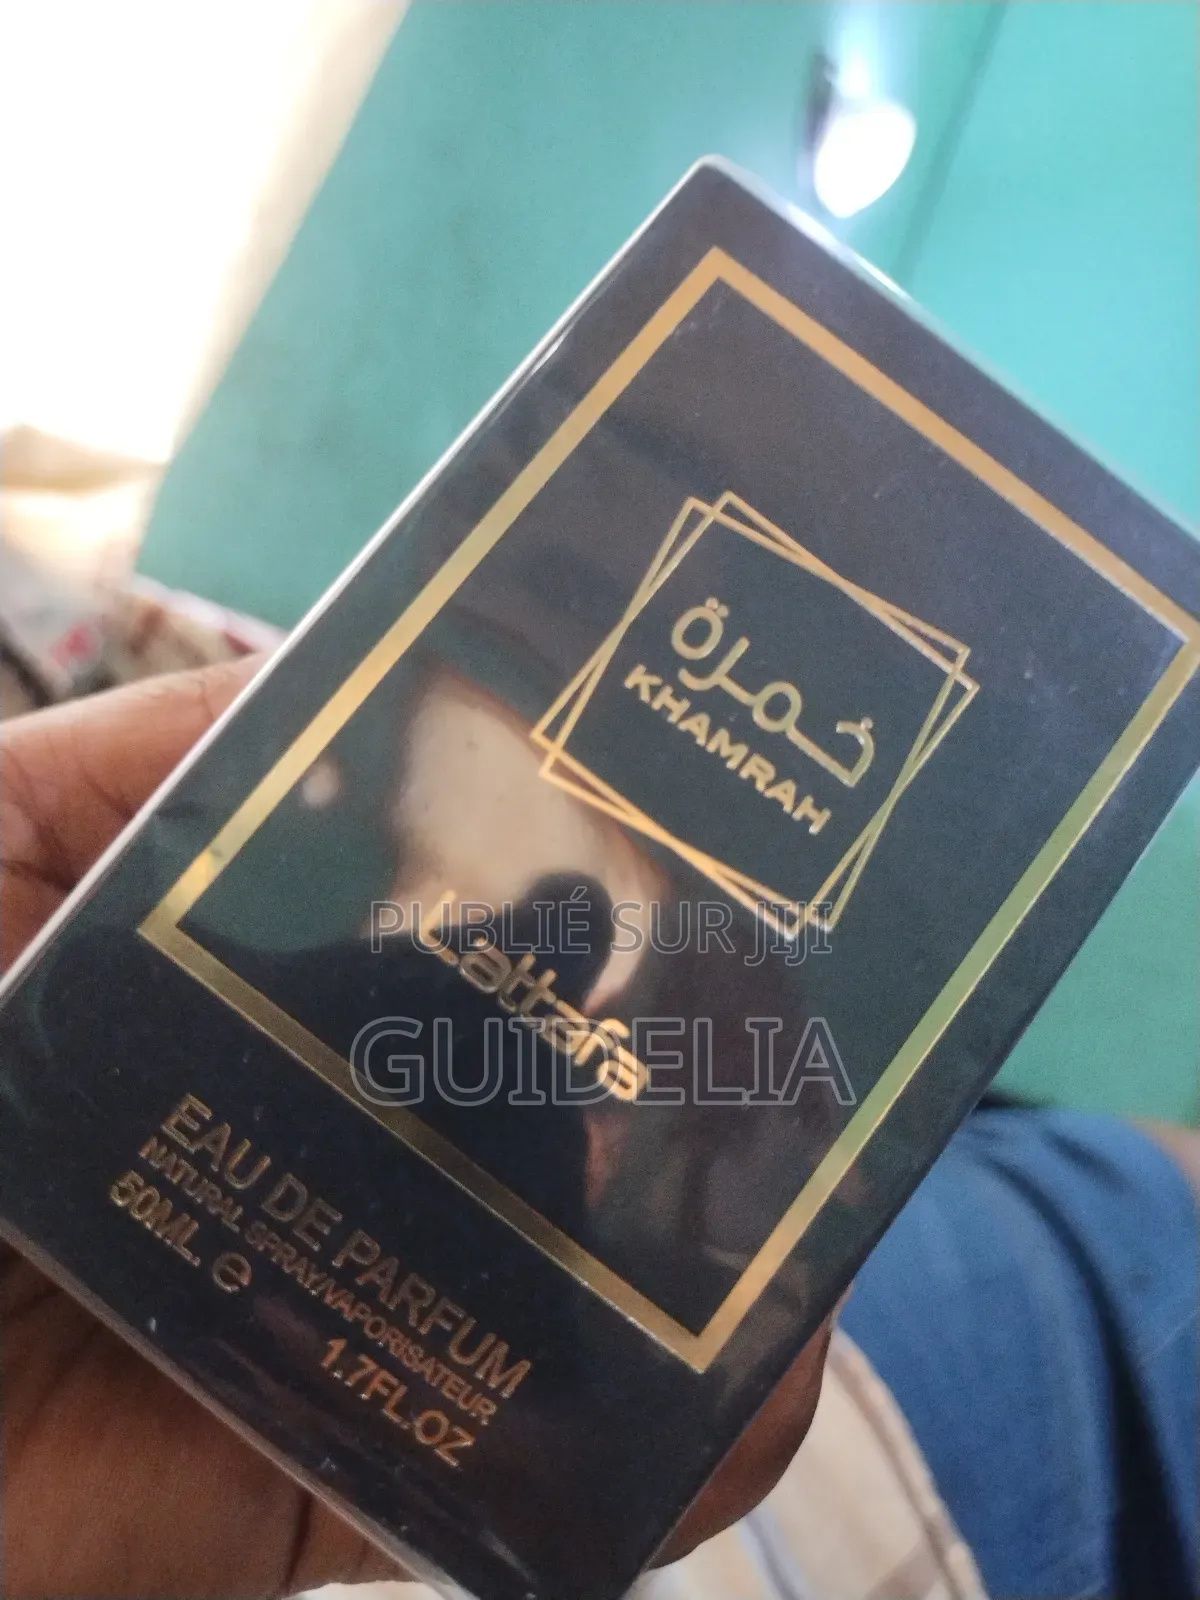 خمرة
KHAMRAH
Lattafa
PUBLIÉ SUR JIJI
GUIDELIA
EAU DE PARFUM
NATURAL SPRAY/VAPORISATEUR
50ML. e 1.7FL.OZ